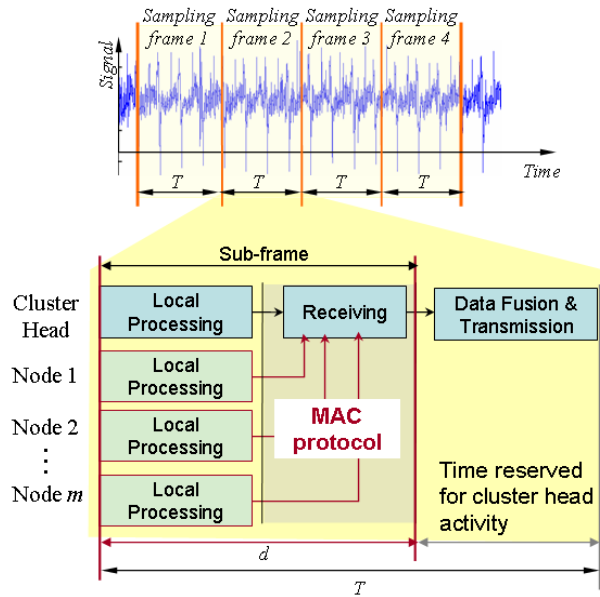 Sampling frame 1
Sampling frame 2
Sampling frame 3
Sampling frame 4
Signal
Time
T
T
T
T
Sub-frame
Cluster Head
Local Processing
Receiving
Data Fusion & Transmission
Node 1
Local Processing
Node 2
Local Processing
MAC protocol
⋮
Node m
Local Processing
Time reserved for cluster head activity
d
T